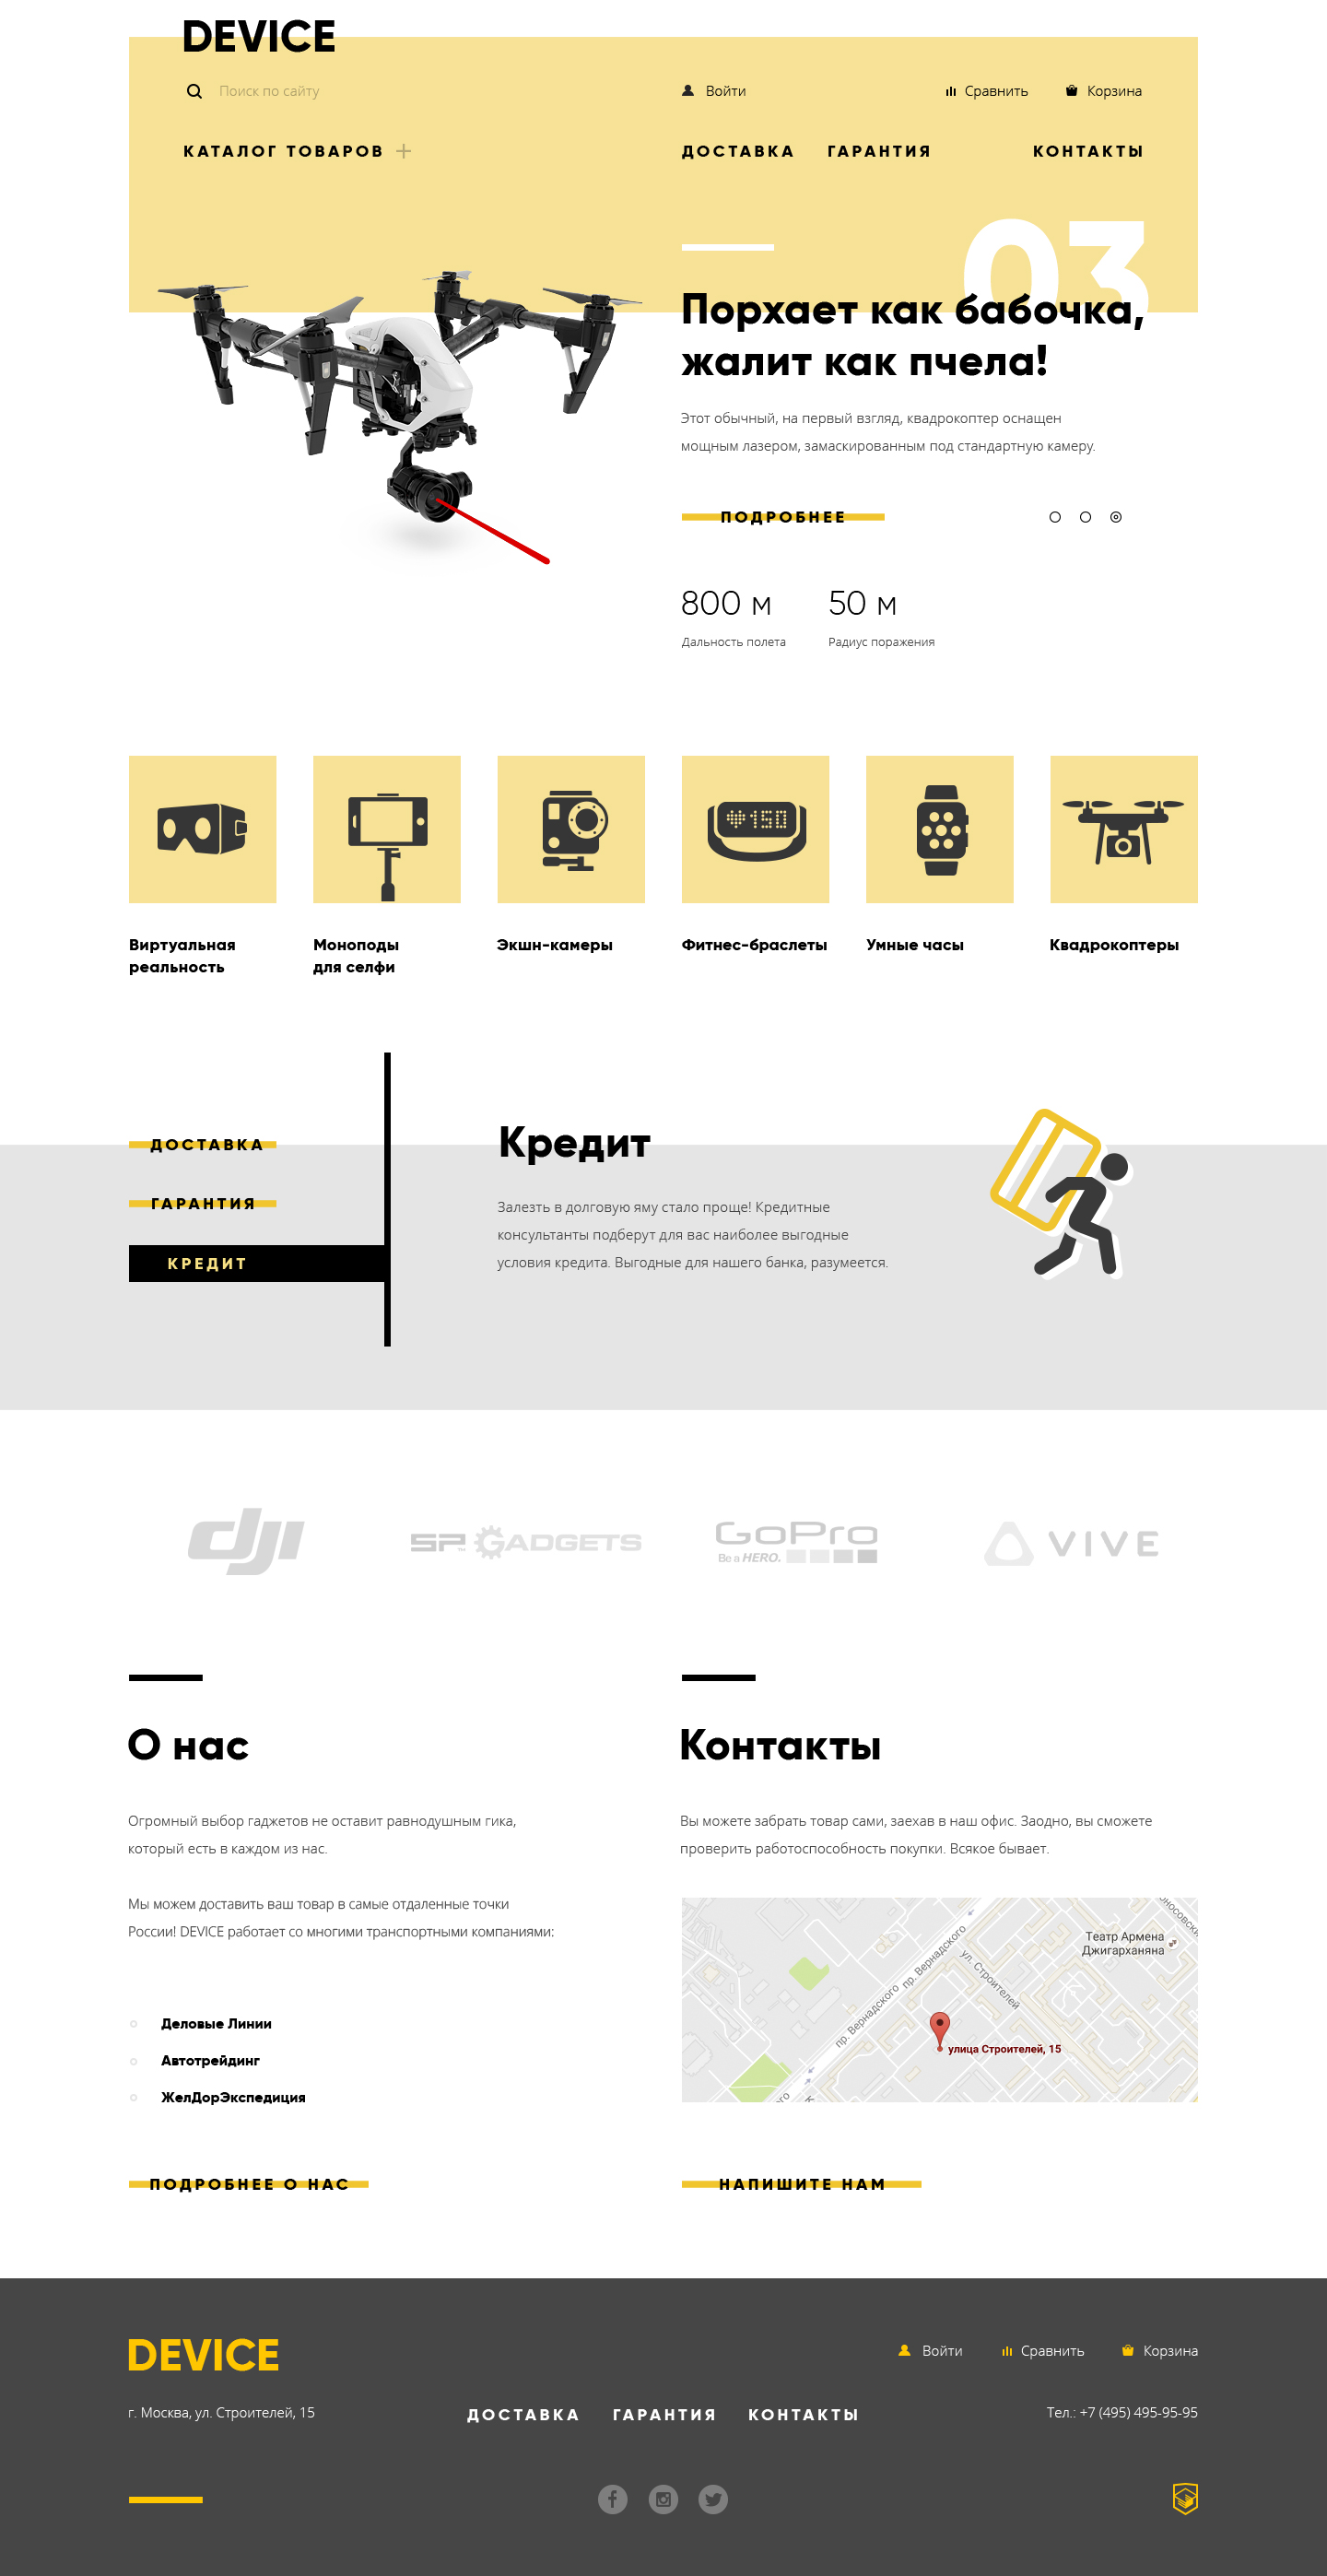 DEVICE
Поиск по сайту
Войти
Сравнить
Корзина
КАТАЛОГ ТОВАРОВ +
ДОСТАВКА
ГАРАНТИЯ
КОНТАКТЫ
03
Порхает как бабочка,
жалит как пчела!
Этот обычный, на первый взгляд, квадрокоптер оснащен
мощным лазером, замаскированным под стандартную камеру.
ПОДРОБНЕЕ
800 м
50 м
Дальность полета
Радиус поражения
150
Виртуальная
реальность
Моноподы
для селфи
Экшн-камеры
Фитнес-браслеты
Умные часы
Квадрокоптеры
ДОСТАВКА
ГАРАНТИЯ
КРЕДИТ
Кредит
Залезть в долговую яму стало проще! Кредитные
консультанты подберут для вас наиболее выгодные
условия кредита. Выгодные для нашего банка, разумеется.
dji
SP GADGETS
GoPro
Be a HERO.
VIVE
О нас
Огромный выбор гаджетов не оставит равнодушным гика,
который есть в каждом из нас.
Мы можем доставить ваш товар в самые отдаленные точки
России! DEVICE работает со многими транспортными компаниями:
Деловые Линии
Автотрейдинг
ЖелДорЭкспедиция
ПОДРОБНЕЕ О НАС
Контакты
Вы можете забрать товар сами, заехав в наш офис. Заодно, вы сможете
проверить работоспособность покупки. Всякое бывает.
Театр Армена
Джигарханяна
пр. Вернадского
ул. Строителей
пр. Вернадского
улица Строителей, 15
НАПИШИТЕ НАМ
DEVICE
Войти
Сравнить
Корзина
г. Москва, ул. Строителей, 15
ДОСТАВКА
ГАРАНТИЯ
КОНТАКТЫ
Тел.: +7 (495) 495-95-95